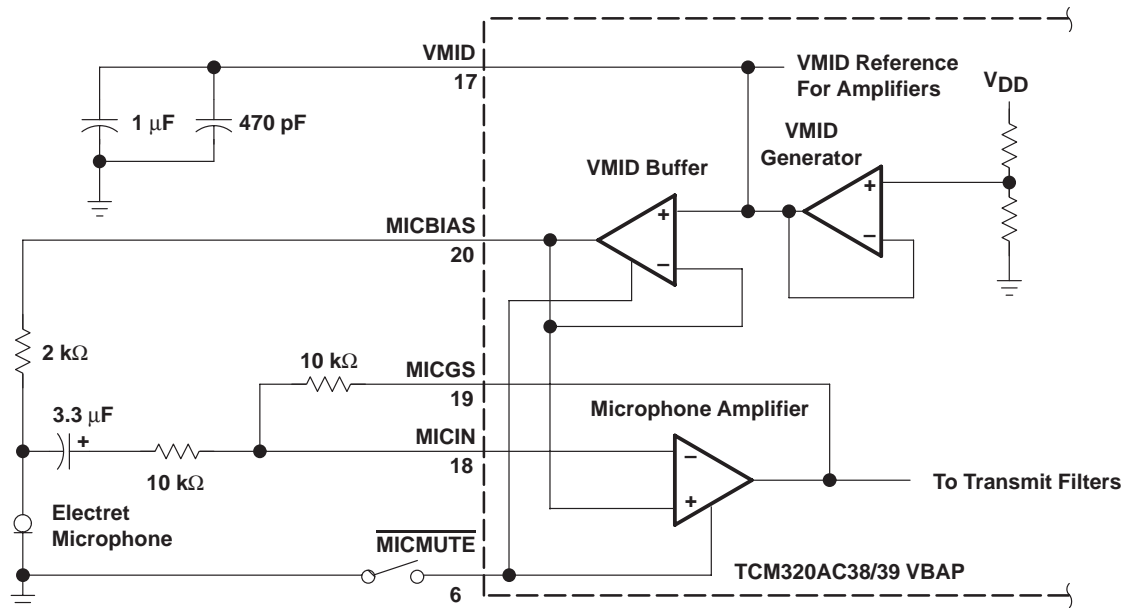 VMID
17
1 μF
470 pF
VMID Reference
For Amplifiers
VDD
VMID
Generator
+
−
VMID Buffer
+
−
MICBIAS
20
2 kΩ
10 kΩ
MICGS
19
3.3 μF
+
10 kΩ
MICIN
18
Microphone Amplifier
−
+
To Transmit Filters
Electret
Microphone
MICMUTE
6
TCM320AC38/39 VBAP